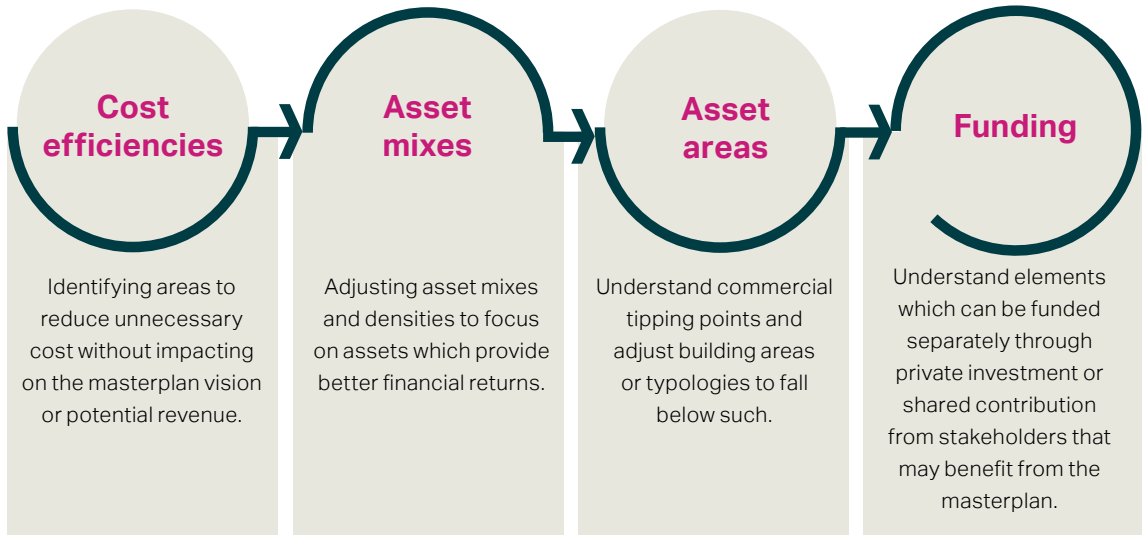 Cost
efficiencies
Identifying areas to
reduce unnecessary
cost without impacting
on the masterplan vision
or potential revenue.
Asset
mixes
Adjusting asset mixes
and densities to focus
on assets which provide
better financial returns.
Asset
areas
Understand commercial
tipping points and
adjust building areas
or typologies to fall
below such.
Funding
Understand elements
which can be funded
separately through
private investment or
shared contribution
from stakeholders that
may benefit from the
masterplan.